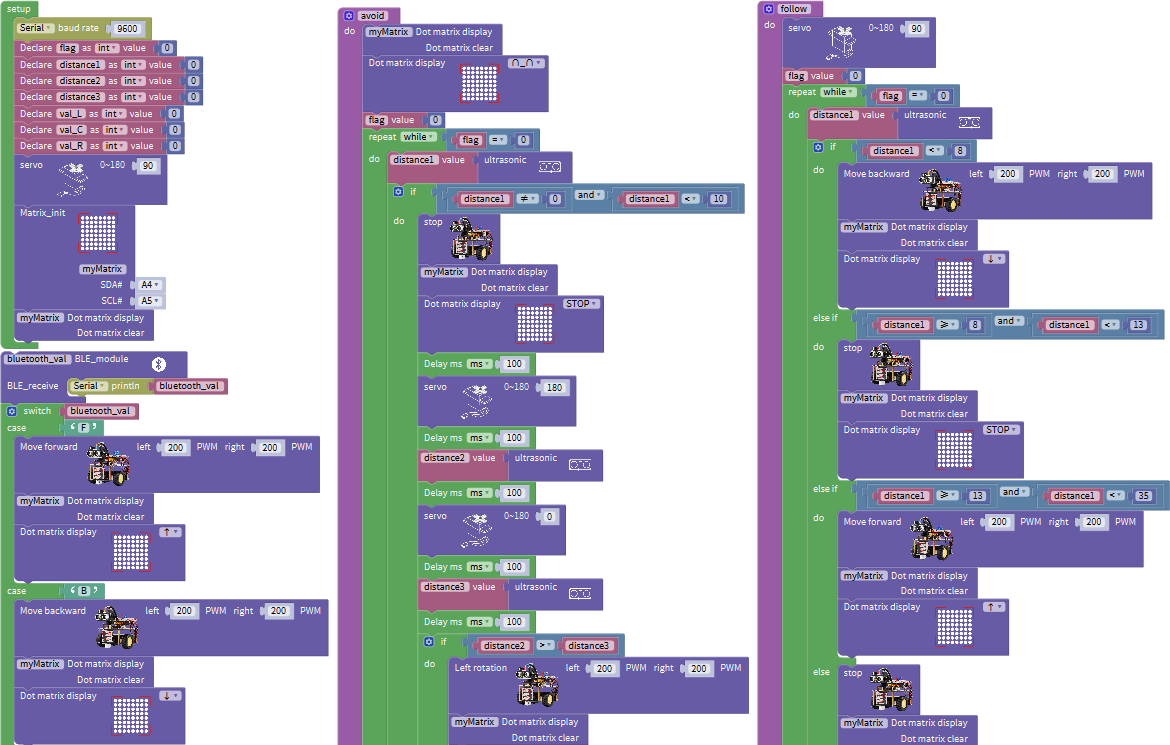 setup
Serial baud rate 9600
Declare flag as int value 0
Declare distance1 as int value 0
Declare distance2 as int value 0
Declare distance3 as int value 0
Declare val_L as int value 0
Declare val_C as int value 0
Declare val_R as int value 0
servo 0~180 90
Matrix_init
myMatrix
SDA# A4
SCL# A5
myMatrix Dot matrix display
Dot matrix clear
bluetooth_val BLE_module
BLE_receive Serial println bluetooth_val
switch bluetooth_val
case “ F ”
Move forward left 200 PWM right 200 PWM
myMatrix Dot matrix display
Dot matrix clear
Dot matrix display ↑
case “ B ”
Move backward left 200 PWM right 200 PWM
myMatrix Dot matrix display
Dot matrix clear
Dot matrix display ↓
avoid
do myMatrix Dot matrix display
Dot matrix clear
Dot matrix display ∩_∩
flag value 0
repeat while flag = 0
do distance1 value ultrasonic
if distance1 ≠ 0 and distance1 < 10
do stop
myMatrix Dot matrix display
Dot matrix clear
Dot matrix display STOP
Delay ms ms 100
servo 0~180 180
Delay ms ms 100
distance2 value ultrasonic
Delay ms ms 100
servo 0~180 0
Delay ms ms 100
distance3 value ultrasonic
Delay ms ms 100
if distance2 > distance3
do Left rotation left 200 PWM right 200 PWM
myMatrix Dot matrix display
Dot matrix clear
follow
do servo 0~180 90
flag value 0
repeat while flag = 0
do distance1 value ultrasonic
if distance1 < 8
do Move backward left 200 PWM right 200 PWM
myMatrix Dot matrix display
Dot matrix clear
Dot matrix display ↓
else if distance1 ≥ 8 and distance1 < 13
do stop
myMatrix Dot matrix display
Dot matrix clear
Dot matrix display STOP
else if distance1 ≥ 13 and distance1 < 35
do Move forward left 200 PWM right 200 PWM
myMatrix Dot matrix display
Dot matrix clear
Dot matrix display ↑
else stop
myMatrix Dot matrix display
Dot matrix clear